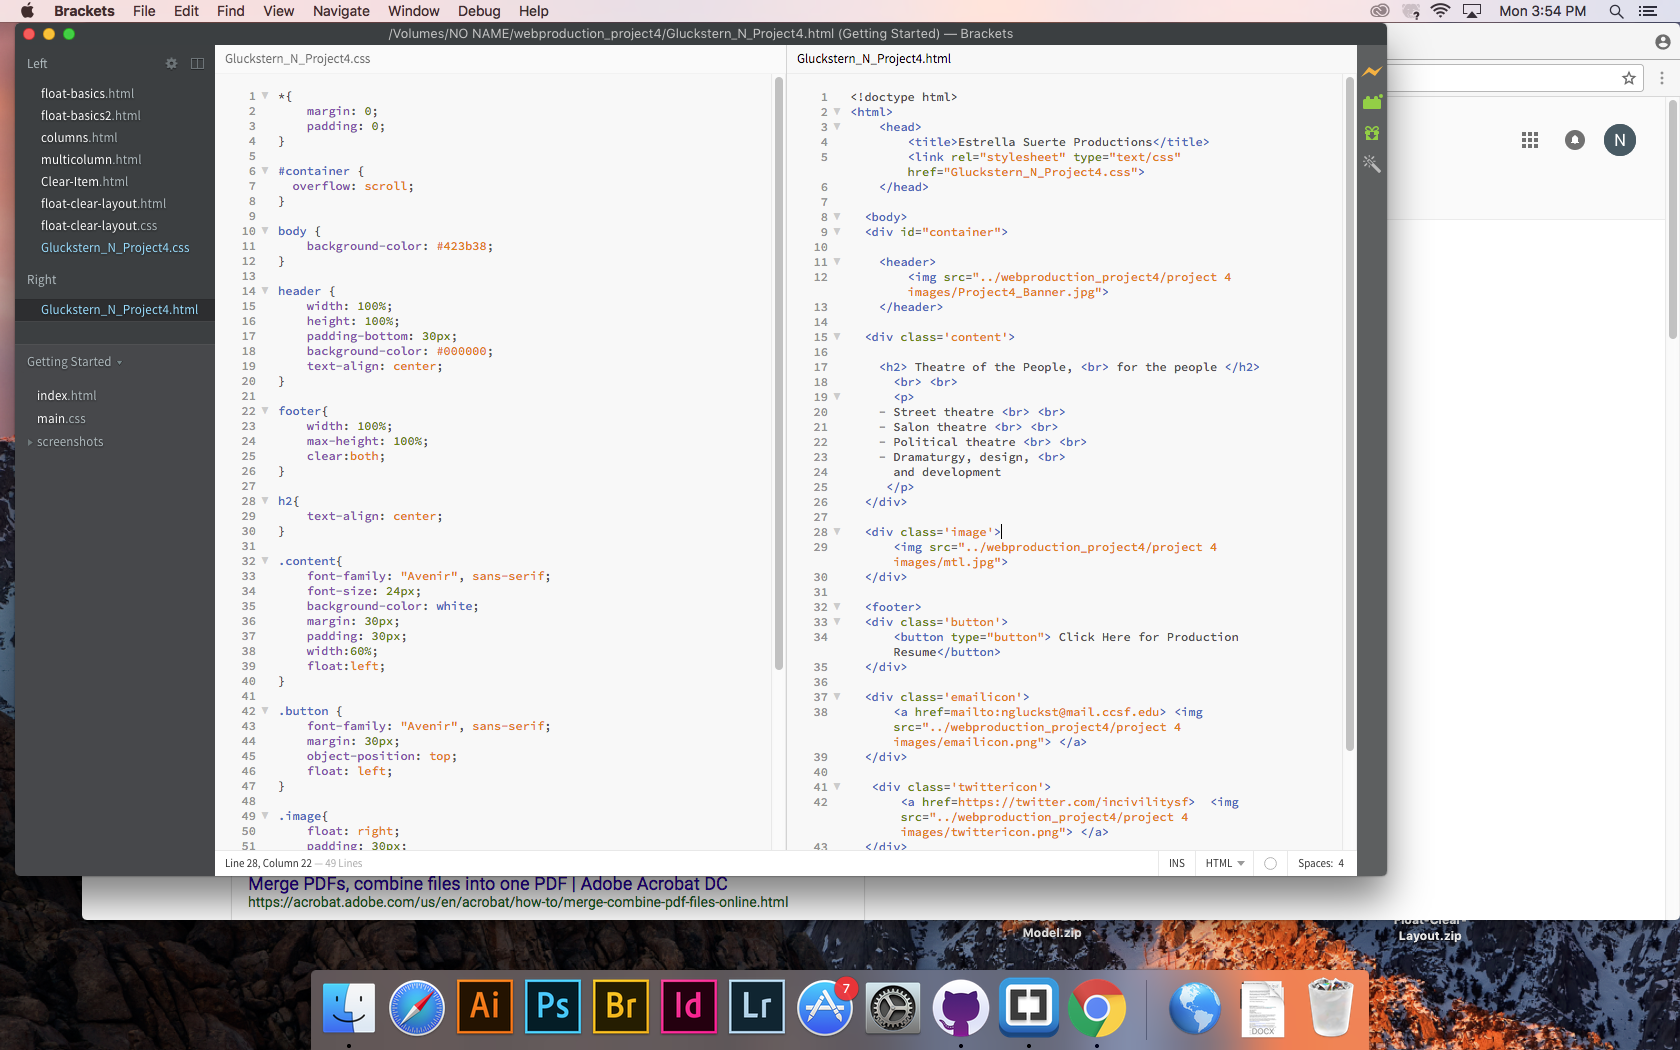 Brackets File Edit Find View Navigate Window Debug Help
Mon 3:54 PM
/Volumes/NO NAME/webproduction_project4/Gluckstern_N_Project4.html (Getting Started) — Brackets
Left
float-basics.html
float-basics2.html
columns.html
multicolumn.html
Clear-Item.html
float-clear-layout.html
float-clear-layout.css
Gluckstern_N_Project4.css
Right
Gluckstern_N_Project4.html
Getting Started
index.html
main.css
screenshots
Gluckstern_N_Project4.css
1 *{
2 margin: 0;
3 padding: 0;
4 }
5
6 #container {
7 overflow: scroll;
8 }
9
10 body {
11 background-color: #423b38;
12 }
13
14 header {
15 width: 100%;
16 height: 100%;
17 padding-bottom: 30px;
18 background-color: #000000;
19 text-align: center;
20 }
21
22 footer{
23 width: 100%;
24 max-height: 100%;
25 clear:both;
26 }
27
28 h2{
29 text-align: center;
30 }
31
32 .content{
33 font-family: "Avenir", sans-serif;
34 font-size: 24px;
35 background-color: white;
36 margin: 30px;
37 padding: 30px;
38 width:60%;
39 float:left;
40 }
41
42 .button {
43 font-family: "Avenir", sans-serif;
44 margin: 30px;
45 object-position: top;
46 float: left;
47 }
48
49 .image{
50 float: right;
51 padding: 30px;
Gluckstern_N_Project4.html
1 <!doctype html>
2 <html>
3 <head>
4 <title>Estrella Suerte Productions</title>
5 <link rel="stylesheet" type="text/css"
href="Gluckstern_N_Project4.css">
6 </head>
7
8 <body>
9 <div id="container">
10
11 <header>
12 <img src="../webproduction_project4/project 4
images/Project4_Banner.jpg">
13 </header>
14
15 <div class='content'>
16
17 <h2> Theatre of the People, <br> for the people </h2>
18 <br> <br>
19 <p>
20 - Street theatre <br> <br>
21 - Salon theatre <br> <br>
22 - Political theatre <br> <br>
23 - Dramaturgy, design, <br>
24 and development
25 </p>
26 </div>
27
28 <div class='image'>
29 <img src="../webproduction_project4/project 4
images/mtl.jpg">
30 </div>
31
32 <footer>
33 <div class='button'>
34 <button type="button"> Click Here for Production
Resume</button>
35 </div>
36
37 <div class='emailicon'>
38 <a href=mailto:ngluckst@mail.ccsf.edu> <img
src="../webproduction_project4/project 4
images/emailicon.png"> </a>
39 </div>
40
41 <div class='twittericon'>
42 <a href=https://twitter.com/incivilitysf> <img
src="../webproduction_project4/project 4
images/twittericon.png"> </a>
43 </div>
Line 28, Column 22 — 49 Lines
INS HTML Spaces: 4
N
Merge PDFs, combine files into one PDF | Adobe Acrobat DC
https://acrobat.adobe.com/us/en/acrobat/how-to/merge-combine-pdf-files-online.html
Model.zip
Float-Clear-
Layout.zip
Ai Ps Br Id Lr 7
DOCX